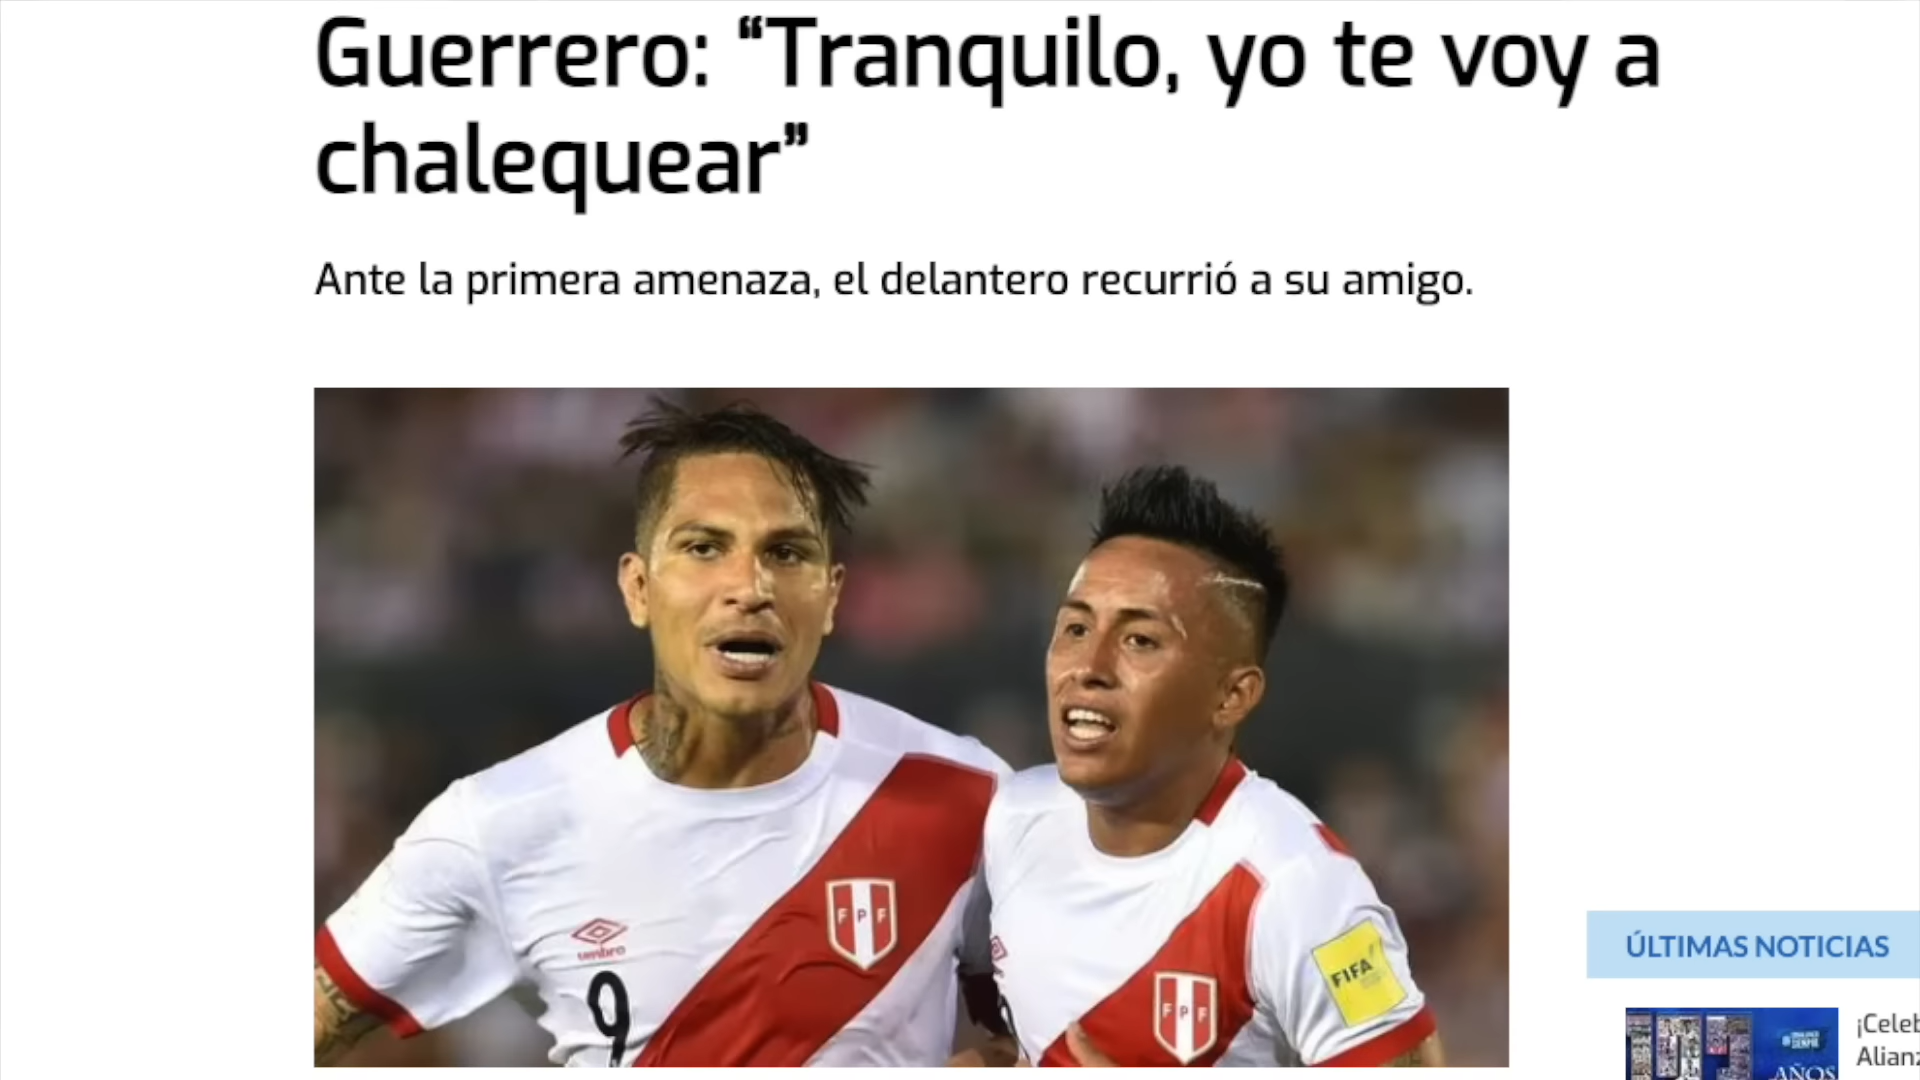 Guerrero: “Tranquilo, yo te voy a
chalequear”
Ante la primera amenaza, el delantero recurrió a su amigo.
FPF
umbro
9
FPF
FIFA
ÚLTIMAS NOTICIAS
¡Celeb
Alianz
AÑOS